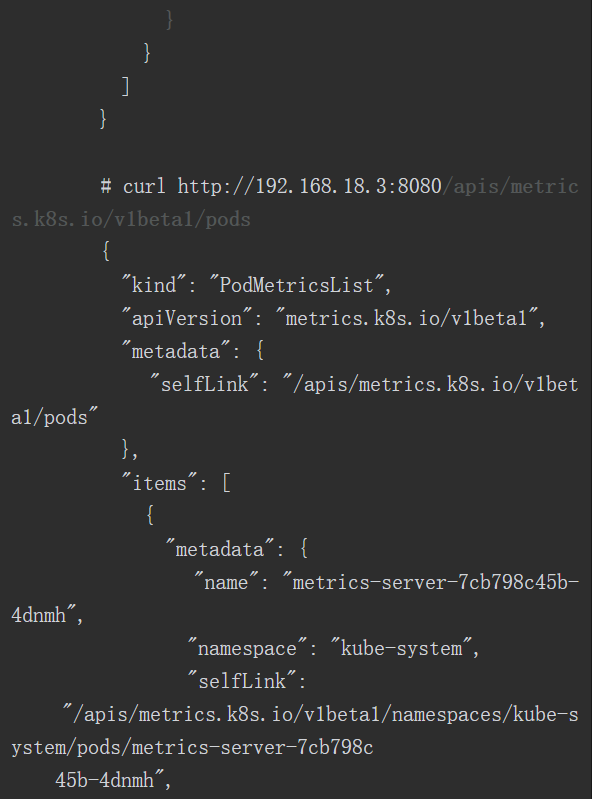 }
}
]
}
# curl http://192.168.18.3:8080/apis/metric
s.k8s.io/v1beta1/pods
{
"kind": "PodMetricsList",
"apiVersion": "metrics.k8s.io/v1beta1",
"metadata": {
"selfLink": "/apis/metrics.k8s.io/v1bet
a1/pods"
},
"items": [
{
"metadata": {
"name": "metrics-server-7cb798c45b-
4dnmh",
"namespace": "kube-system",
"selfLink":
"/apis/metrics.k8s.io/v1beta1/namespaces/kube-s
ystem/pods/metrics-server-7cb798c
45b-4dnmh",